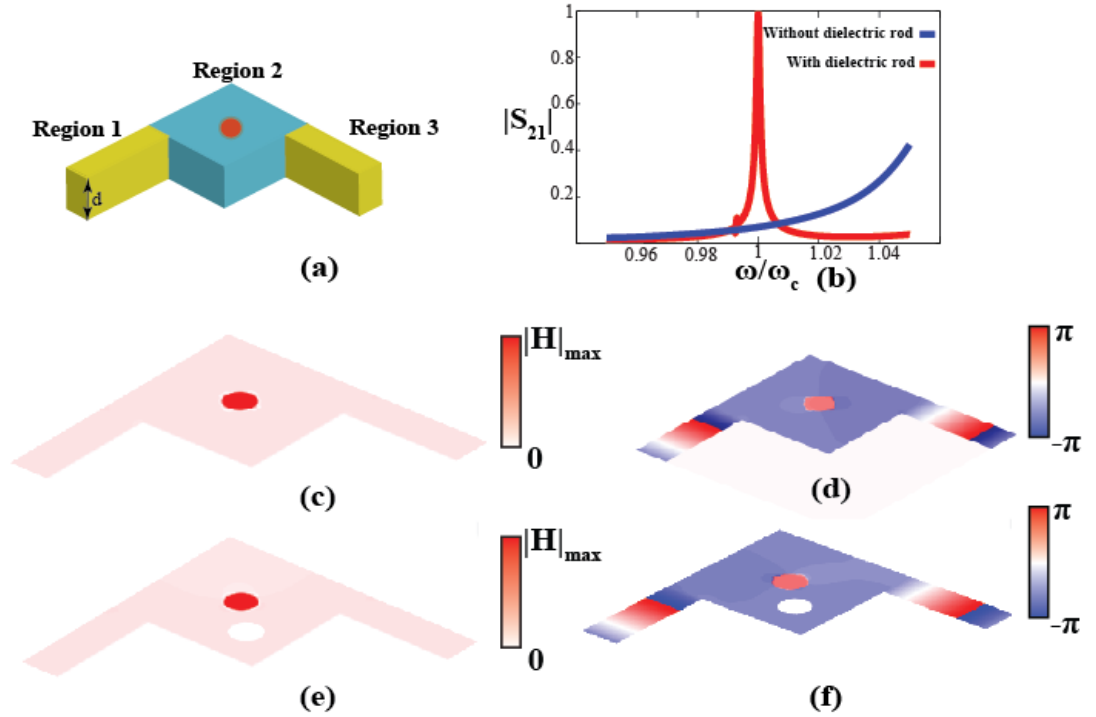 (a)
Region 1
Region 2
Region 3
d
|S21|
1
0.8
0.6
0.4
0.2
0.96
0.98
1
1.02
1.04
ω/ωc
Without dielectric rod
With dielectric rod
(b)
|H|max
0
(c)
π
-π
(d)
|H|max
0
(e)
π
-π
(f)